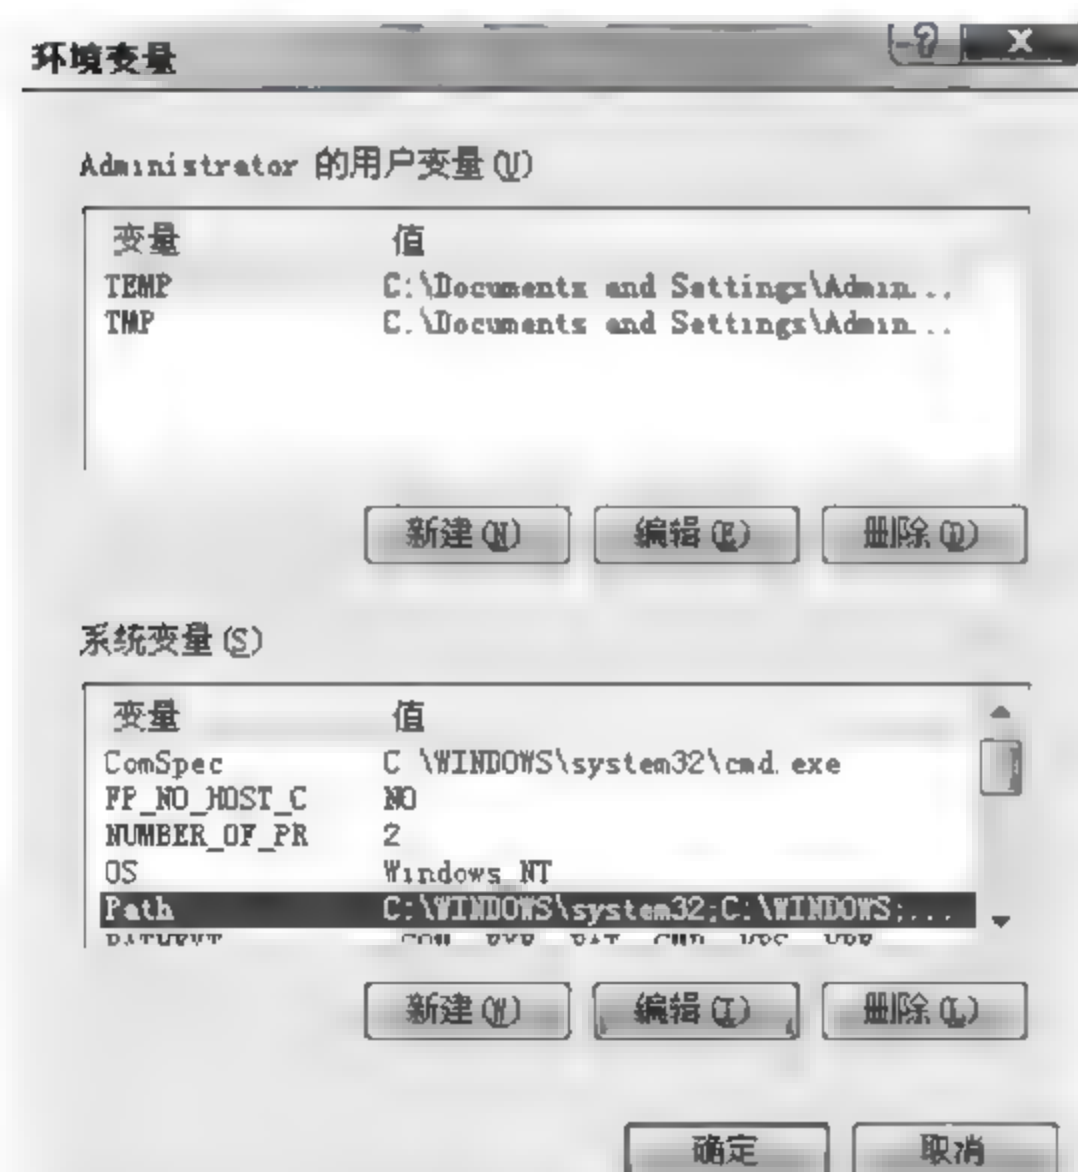 环境变量
Administrator 的用户变量(U)
变量 值
TEMP C:\Documents and Settings\Admin...
TMP C:\Documents and Settings\Admin...
新建(N) 编辑(E) 删除(D)
系统变量(S)
变量 值
ComSpec C:\WINDOWS\system32\cmd.exe
FP_NO_HOST_C NO
NUMBER_OF_PR 2
OS Windows_NT
Path C:\WINDOWS\system32;C:\WINDOWS;...
新建(W) 编辑(I) 删除(L)
确定 取消